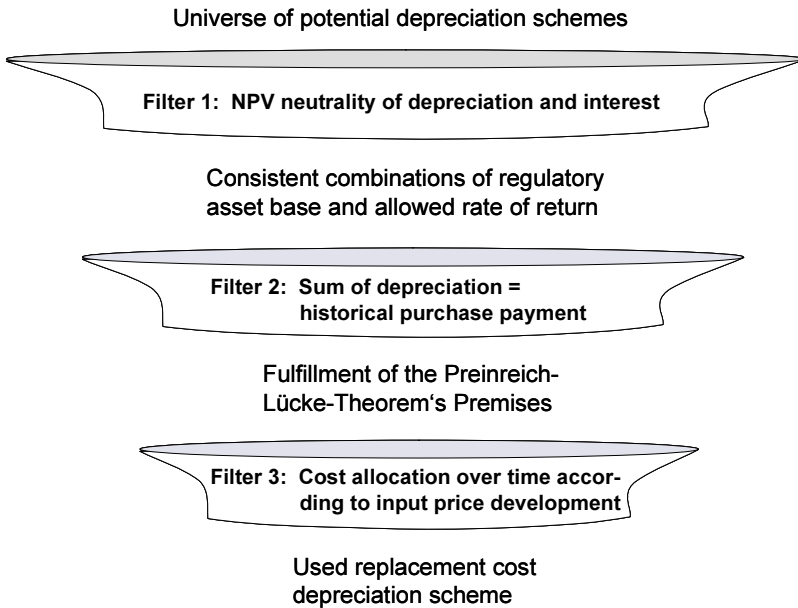 Universe of potential depreciation schemes
Filter 1: NPV neutrality of depreciation and interest
Consistent combinations of regulatory
asset base and allowed rate of return
Filter 2: Sum of depreciation =
historical purchase payment
Fulfillment of the Preinreich-
Lücke-Theorem‘s Premises
Filter 3: Cost allocation over time accor-
ding to input price development
Used replacement cost
depreciation scheme